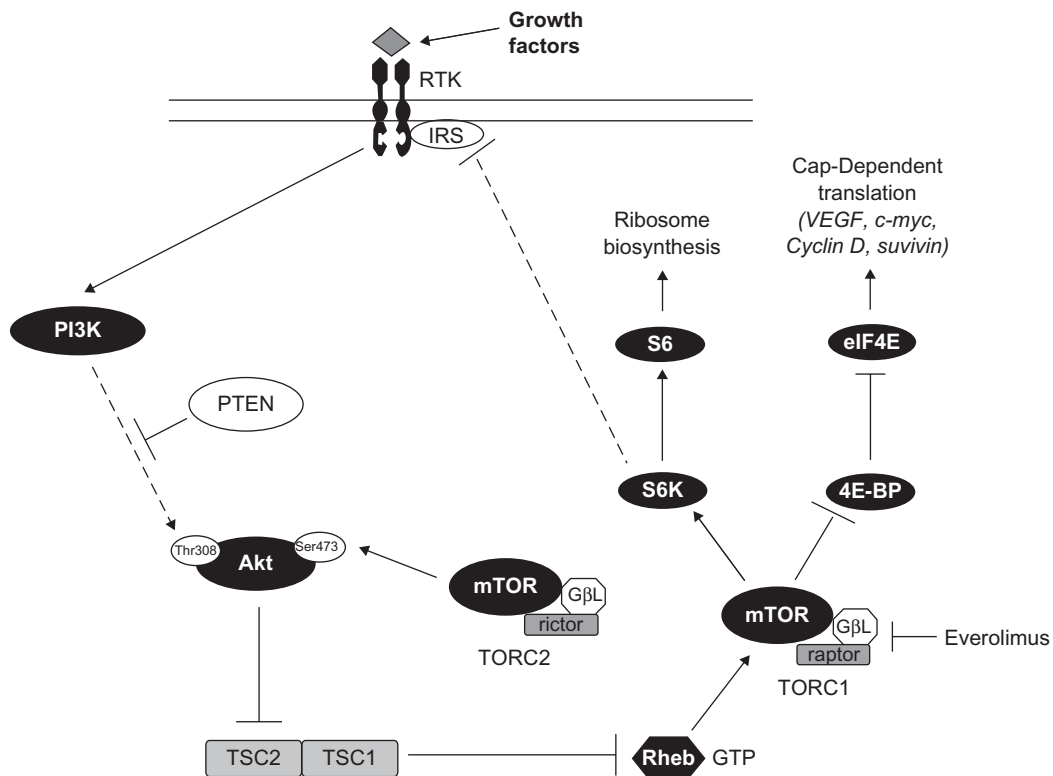 Growth
factors
RTK
IRS
Cap-Dependent
translation
(VEGF, c-myc,
Cyclin D, suvivin)
Ribosome
biosynthesis
PI3K
S6
eIF4E
PTEN
S6K
4E-BP
Thr308
Akt
Ser473
mTOR
GβL
rictor
TORC2
mTOR
GβL
raptor
TORC1
Everolimus
TSC2
TSC1
Rheb
GTP